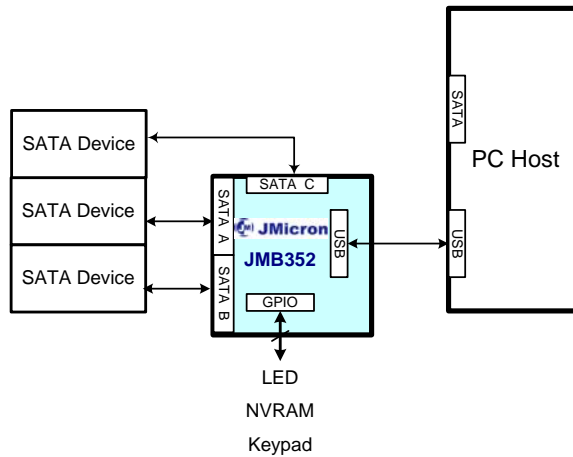 SATA Device
SATA Device
SATA Device
SATA C
SATA A
SATA B
JMicron
JMB352
USB
GPIO
LED
NVRAM
Keypad
SATA
PC Host
USB